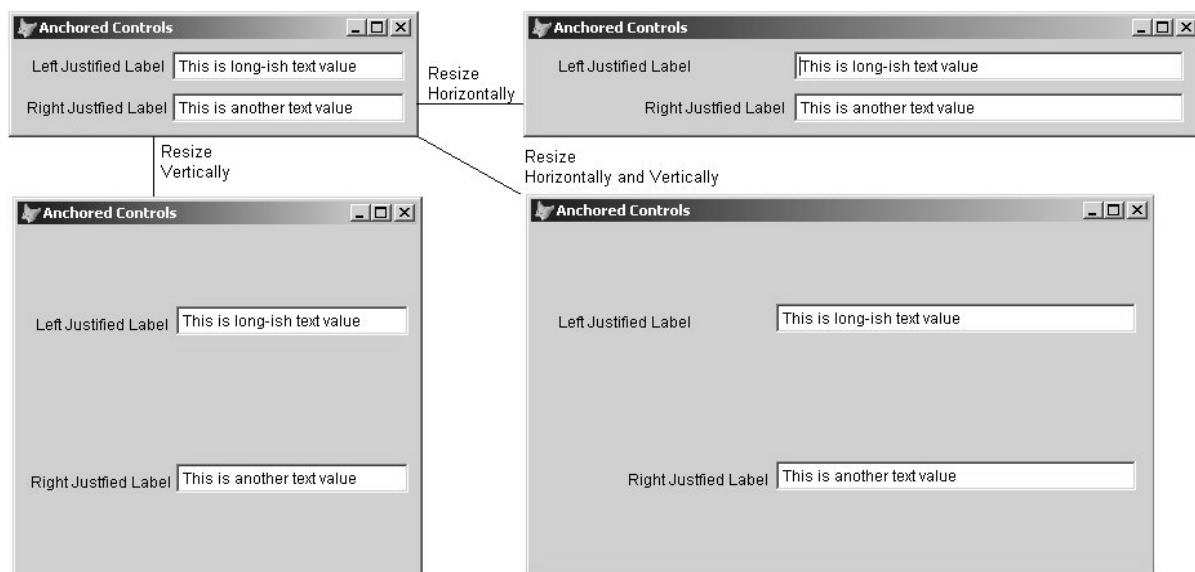 Anchored Controls
Left Justified Label This is long-ish text value
Right Justfied Label This is another text value
Resize
Horizontally
Anchored Controls
Left Justified Label This is long-ish text value
Right Justfied Label This is another text value
Resize
Vertically
Resize
Horizontally and Vertically
Anchored Controls
Left Justified Label This is long-ish text value
Right Justfied Label This is another text value
Anchored Controls
Left Justified Label This is long-ish text value
Right Justfied Label This is another text value